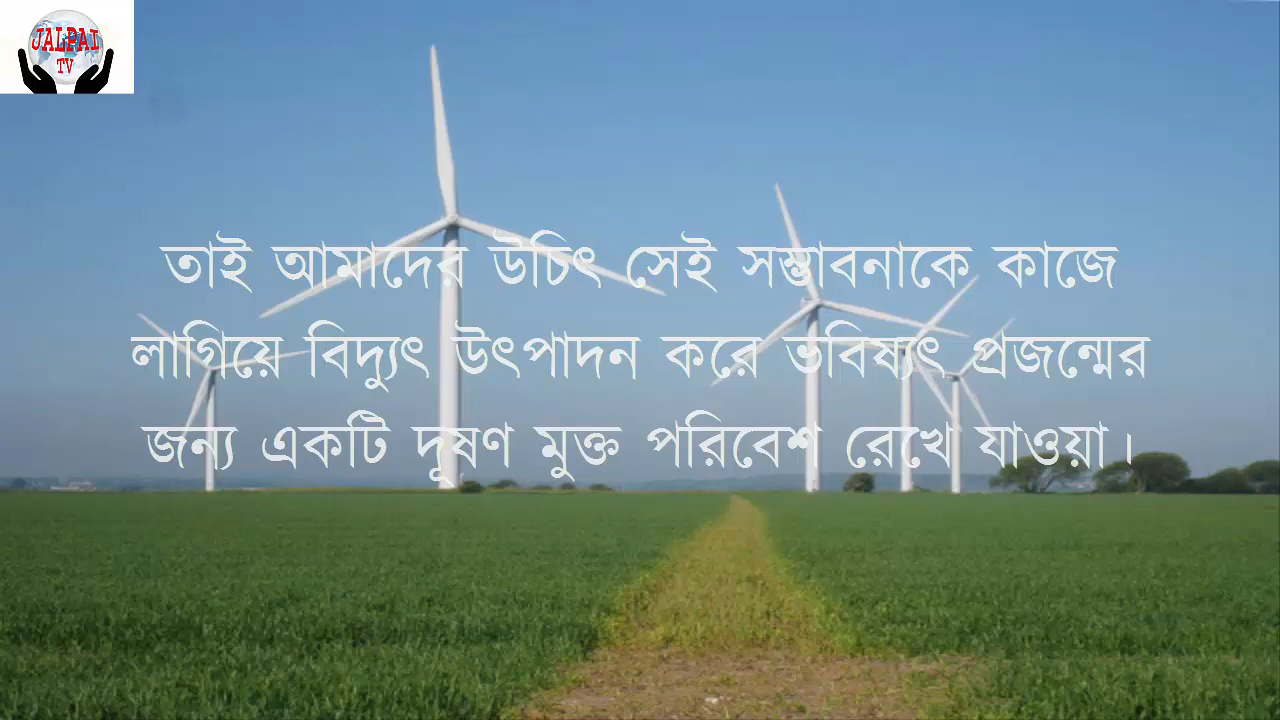 JALPAI
TV
তাই আমাদের উচিৎ সেই সম্ভাবনাকে কাজে
লাগিয়ে বিদ্যুৎ উৎপাদন করে ভবিষ্যৎ প্রজন্মের
জন্য একটি দূষণ মুক্ত পরিবেশ রেখে যাওয়া।